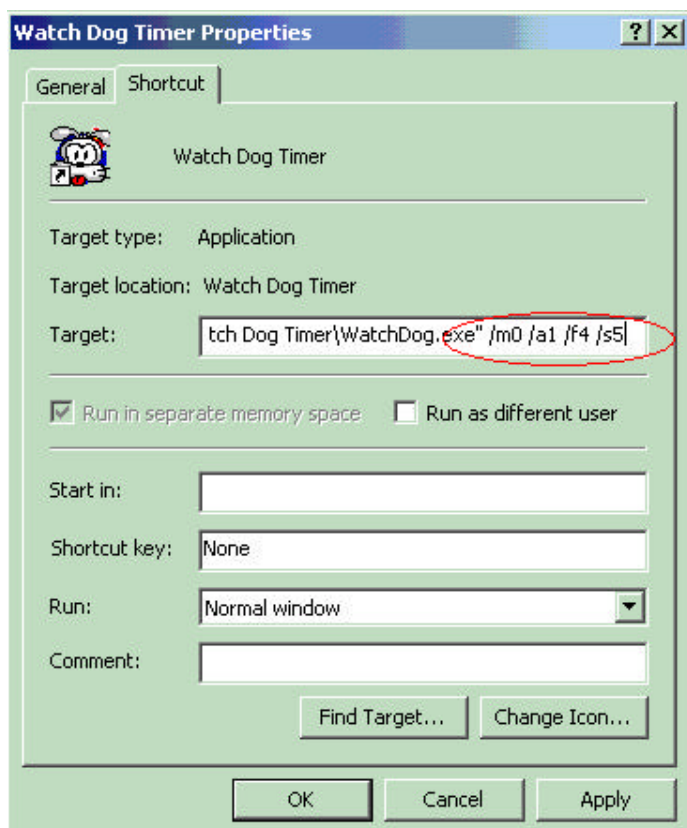 Watch Dog Timer Properties
General Shortcut
Watch Dog Timer
Target type: Application
Target location: Watch Dog Timer
Target: tch Dog Timer\WatchDog.exe" /m0 /a1 /f4 /s5
Run in separate memory space Run as different user
Start in:
Shortcut key: None
Run: Normal window
Comment:
Find Target... Change Icon...
OK Cancel Apply